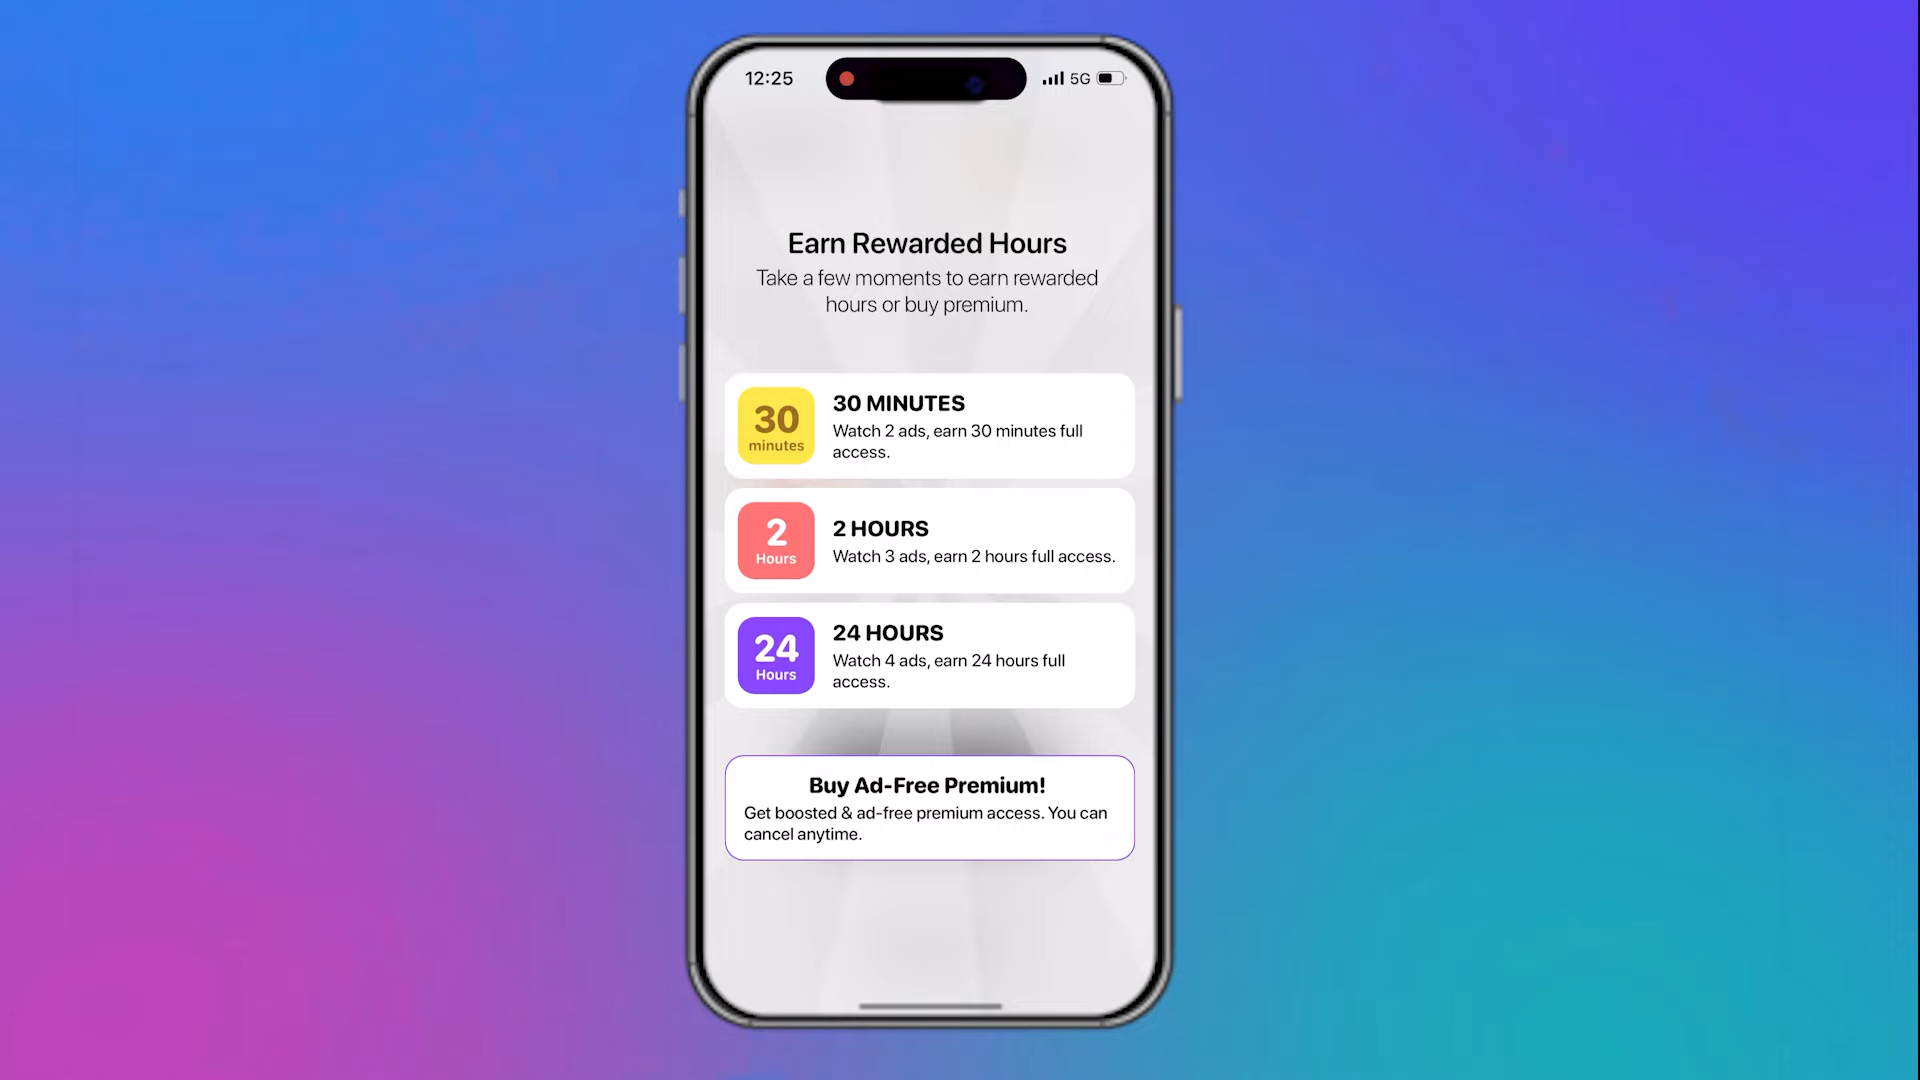 12:25
5G
Earn Rewarded Hours
Take a few moments to earn rewarded
hours or buy premium.
30
minutes
30 MINUTES
Watch 2 ads, earn 30 minutes full
access.
2
Hours
2 HOURS
Watch 3 ads, earn 2 hours full access.
24
Hours
24 HOURS
Watch 4 ads, earn 24 hours full
access.
Buy Ad-Free Premium!
Get boosted & ad-free premium access. You can
cancel anytime.